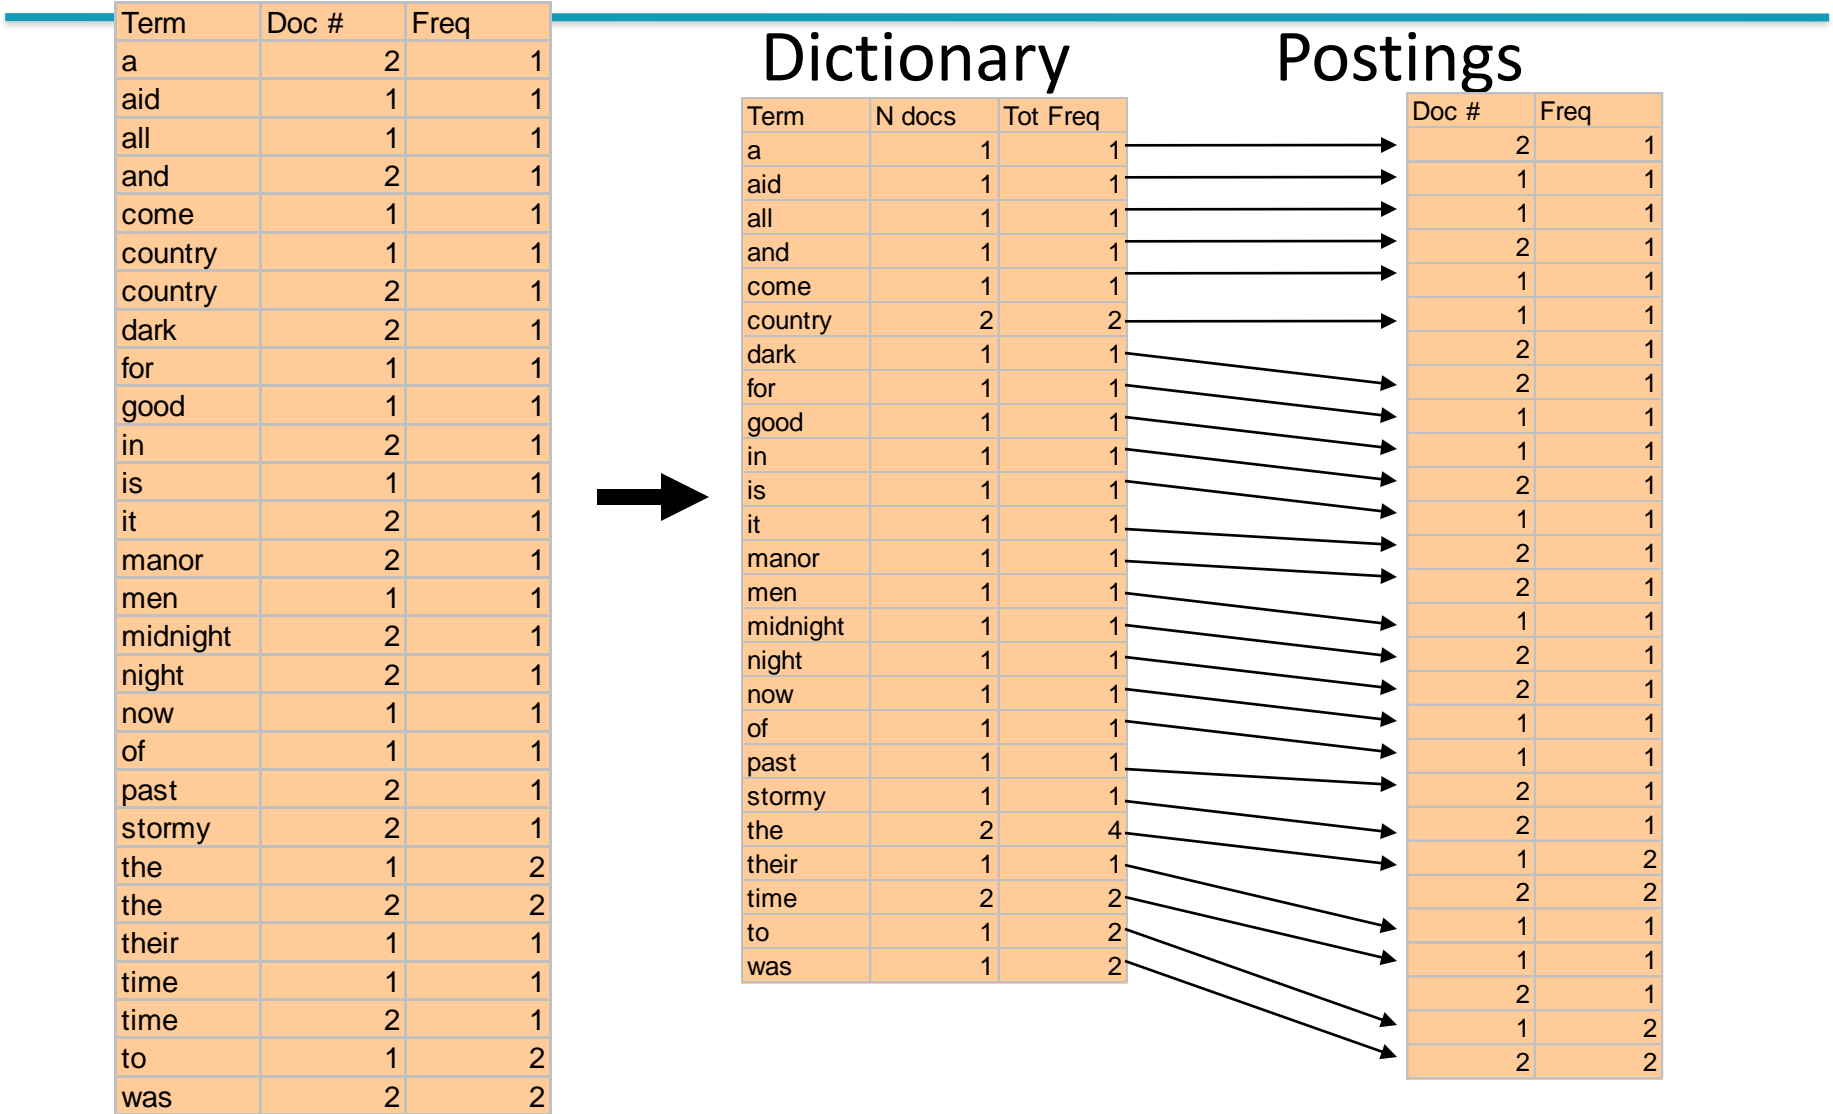 Term Doc # Freq
a 2 1
aid 1 1
all 1 1
and 2 1
come 1 1
country 1 1
country 2 1
dark 2 1
for 1 1
good 1 1
in 2 1
is 1 1
it 2 1
manor 2 1
men 1 1
midnight 2 1
night 2 1
now 1 1
of 1 1
past 2 1
stormy 2 1
the 1 2
the 2 2
their 1 1
time 1 1
time 2 1
to 1 2
was 2 2
Dictionary
Term N docs Tot Freq
a 1 1
aid 1 1
all 1 1
and 1 1
come 1 1
country 2 2
dark 1 1
for 1 1
good 1 1
in 1 1
is 1 1
it 1 1
manor 1 1
men 1 1
midnight 1 1
night 1 1
now 1 1
of 1 1
past 1 1
stormy 1 1
the 2 4
their 1 1
time 2 2
to 1 2
was 1 2
Postings
Doc # Freq
2 1
1 1
1 1
2 1
1 1
1 1
2 1
2 1
1 1
1 1
2 1
1 1
2 1
2 1
1 1
2 1
2 1
1 1
1 1
2 1
2 1
1 2
2 2
1 1
1 1
2 1
1 2
2 2